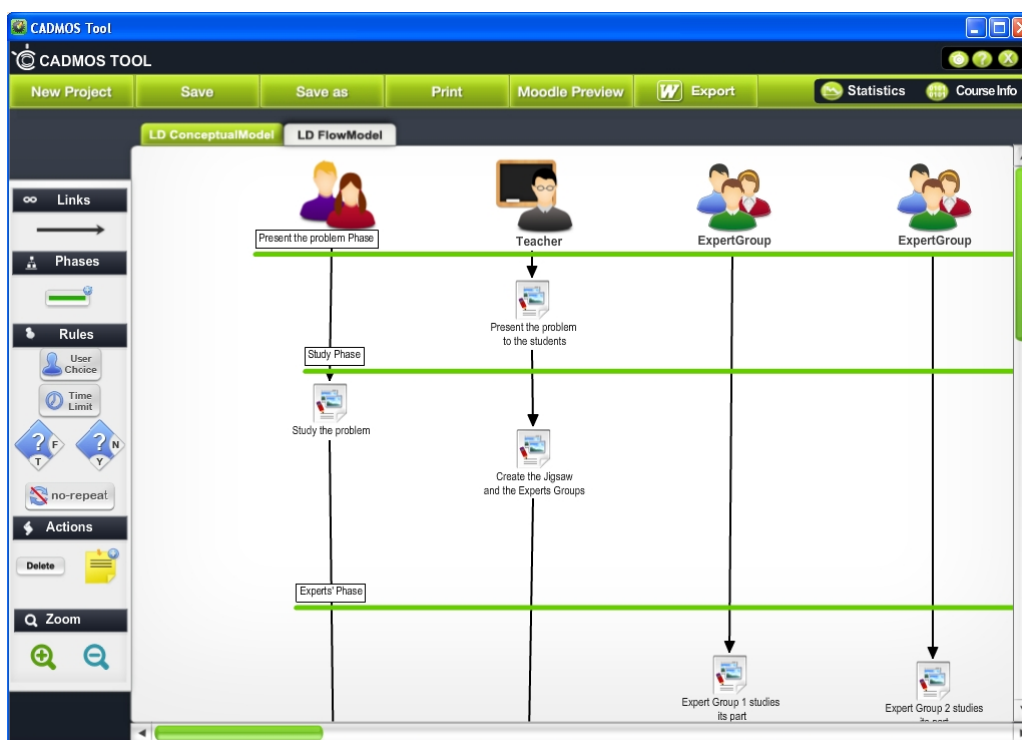 CADMOS Tool
CADMOS TOOL
New Project
Save
Save as
Print
Moodle Preview
W Export
Statistics
Course Info
LD ConceptualModel
LD FlowModel
Links
Phases
Rules
User
Choice
Time
Limit
? F
T
? N
Y
no-repeat
Actions
Delete
Zoom
Present the problem Phase
Teacher
ExpertGroup
ExpertGroup
Present the problem
to the students
Study Phase
Study the problem
Create the Jigsaw
and the Experts Groups
Experts' Phase
Expert Group 1 studies
its part
Expert Group 2 studies
its part